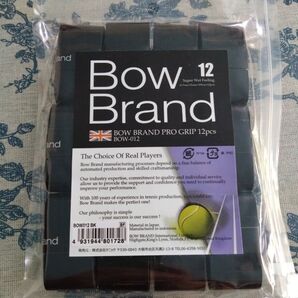 Bow
Brand
12
Super Wet Feeling
BOW BRAND PRO GRIP 12pcs
BOW-012
The Choice Of Real Players
Bow Brand manufacturing processes depend on a fine balance of
automated production and skilled craftsmanship.
Our industry expertise, commitment to quality and individual service
allow us to provide the support and confidence you need to continually
improve your performance.
With 100 years of experience in tennis production,
Bow Brand makes the perfect one!
Our philosophy is simple
- your success is our success !
BOW012 BK
4 931944 801728
Material in Japan
BOW BRAND International